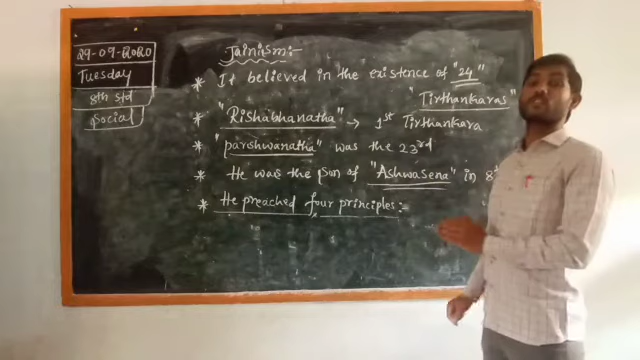 29-09-2020
Tuesday
8th std
Social
Jainism:-
* It believed in the existence of "24"
"Tirthankaras"
* "Rishabhanatha" → 1st Tirthankara
* "parshwanatha" was the 23rd
* He was the son of "Ashwasena" in 8
* He preached four principles:-